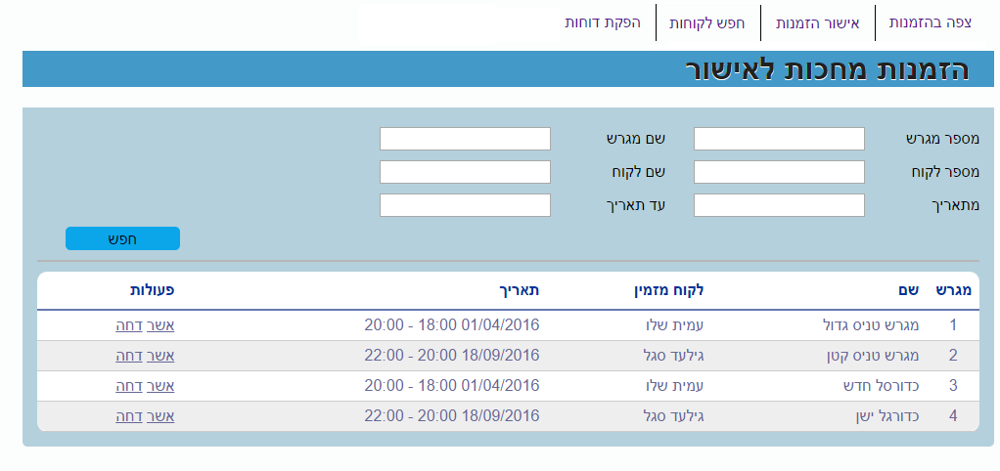 צפה בהזמנות אישור הזמנות חפש לקוחות הפקת דוחות
הזמנות מחכות לאישור
מספר מגרש שם מגרש
מספר לקוח שם לקוח
מתאריך עד תאריך
חפש
מגרש שם לקוח מזמין תאריך פעולות
1 מגרש טניס גדול עמית שלו 01/04/2016 18:00 - 20:00 אשר דחה
2 מגרש טניס קטן גילעד סגל 18/09/2016 20:00 - 22:00 אשר דחה
3 כדורסל חדש עמית שלו 01/04/2016 18:00 - 20:00 אשר דחה
4 כדורגל ישן גילעד סגל 18/09/2016 20:00 - 22:00 אשר דחה